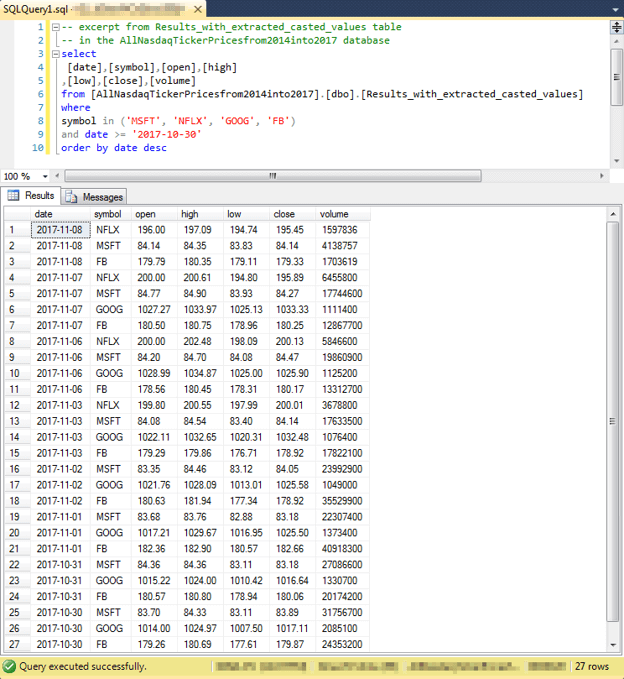 SQLQuery1.sql -
1 -- excerpt from Results_with_extracted_casted_values table
2 -- in the AllNasdaqTickerPricesfrom2014into2017 database
3 select
4 [date],[symbol],[open],[high]
5 ,[low],[close],[volume]
6 from [AllNasdaqTickerPricesfrom2014into2017].[dbo].[Results_with_extracted_casted_values]
7 where
8 symbol in ('MSFT', 'NFLX', 'GOOG', 'FB')
9 and date >= '2017-10-30'
10 order by date desc
100 %
Results Messages
date symbol open high low close volume
1 2017-11-08 NFLX 196.00 197.09 194.74 195.45 1597836
2 2017-11-08 MSFT 84.14 84.35 83.83 84.14 4138757
3 2017-11-08 FB 179.79 180.35 179.11 179.33 1703619
4 2017-11-07 NFLX 200.00 200.61 194.80 195.89 6455800
5 2017-11-07 MSFT 84.77 84.90 83.93 84.27 17744600
6 2017-11-07 GOOG 1027.27 1033.97 1025.13 1033.33 1111400
7 2017-11-07 FB 180.50 180.75 178.96 180.25 12867700
8 2017-11-06 NFLX 200.00 202.48 198.09 200.13 5846600
9 2017-11-06 MSFT 84.20 84.70 84.08 84.47 19860900
10 2017-11-06 GOOG 1028.99 1034.87 1025.00 1025.90 1125200
11 2017-11-06 FB 178.56 180.45 178.31 180.17 13312700
12 2017-11-03 NFLX 199.80 200.55 197.99 200.01 3678800
13 2017-11-03 MSFT 84.08 84.54 83.40 84.14 17633500
14 2017-11-03 GOOG 1022.11 1032.65 1020.31 1032.48 1076400
15 2017-11-03 FB 179.29 179.86 176.71 178.92 17822100
16 2017-11-02 MSFT 83.35 84.46 83.12 84.05 23992900
17 2017-11-02 GOOG 1021.76 1028.09 1013.01 1025.58 1049000
18 2017-11-02 FB 180.63 181.94 177.34 178.92 35529900
19 2017-11-01 MSFT 83.68 83.76 82.88 83.18 22307400
20 2017-11-01 GOOG 1017.21 1029.67 1016.95 1025.50 1373400
21 2017-11-01 FB 182.36 182.90 180.57 182.66 40918300
22 2017-10-31 MSFT 84.36 84.36 83.11 83.18 27086600
23 2017-10-31 GOOG 1015.22 1024.00 1010.42 1016.64 1330700
24 2017-10-31 FB 180.57 180.80 178.94 180.06 20174200
25 2017-10-30 MSFT 83.70 84.33 83.11 83.89 31756700
26 2017-10-30 GOOG 1014.00 1024.97 1007.50 1017.11 2085100
27 2017-10-30 FB 179.26 180.69 177.61 179.87 24353200
Query executed successfully. 27 rows